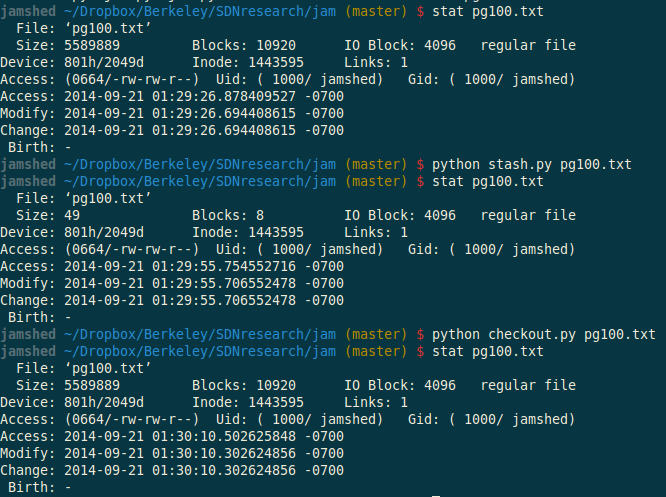 jamshed ~/Dropbox/Berkeley/SDNresearch/jam (master) $ stat pg100.txt
  File: ‘pg100.txt’
  Size: 5589889         Blocks: 10920      IO Block: 4096   regular file
Device: 801h/2049d      Inode: 1443595     Links: 1
Access: (0664/-rw-rw-r--)  Uid: ( 1000/ jamshed)   Gid: ( 1000/ jamshed)
Access: 2014-09-21 01:29:26.878409527 -0700
Modify: 2014-09-21 01:29:26.694408615 -0700
Change: 2014-09-21 01:29:26.694408615 -0700
 Birth: -
jamshed ~/Dropbox/Berkeley/SDNresearch/jam (master) $ python stash.py pg100.txt
jamshed ~/Dropbox/Berkeley/SDNresearch/jam (master) $ stat pg100.txt
  File: ‘pg100.txt’
  Size: 49              Blocks: 8          IO Block: 4096   regular file
Device: 801h/2049d      Inode: 1443595     Links: 1
Access: (0664/-rw-rw-r--)  Uid: ( 1000/ jamshed)   Gid: ( 1000/ jamshed)
Access: 2014-09-21 01:29:55.754552716 -0700
Modify: 2014-09-21 01:29:55.706552478 -0700
Change: 2014-09-21 01:29:55.706552478 -0700
 Birth: -
jamshed ~/Dropbox/Berkeley/SDNresearch/jam (master) $ python checkout.py pg100.txt
jamshed ~/Dropbox/Berkeley/SDNresearch/jam (master) $ stat pg100.txt
  File: ‘pg100.txt’
  Size: 5589889         Blocks: 10920      IO Block: 4096   regular file
Device: 801h/2049d      Inode: 1443595     Links: 1
Access: (0664/-rw-rw-r--)  Uid: ( 1000/ jamshed)   Gid: ( 1000/ jamshed)
Access: 2014-09-21 01:30:10.502625848 -0700
Modify: 2014-09-21 01:30:10.302624856 -0700
Change: 2014-09-21 01:30:10.302624856 -0700
 Birth: -